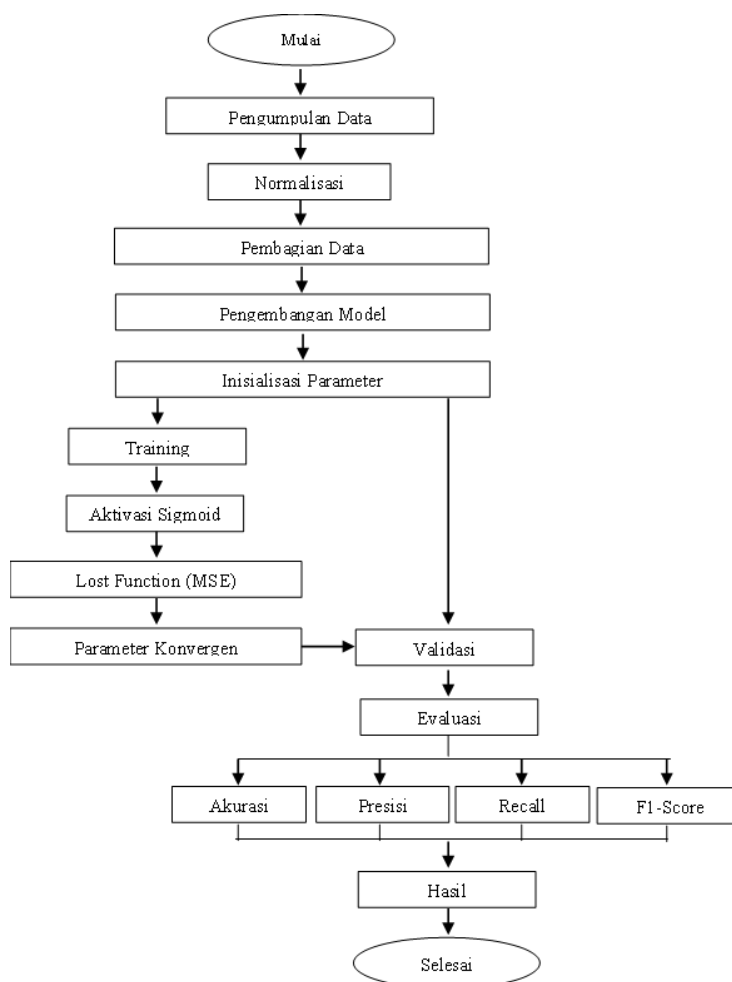 Mulai
Pengumpulan Data
Normalisasi
Pembagian Data
Pengembangan Model
Inisialisasi Parameter
Training
Aktivasi Sigmoid
Lost Function (MSE)
Parameter Konvergen
Validasi
Evaluasi
Akurasi
Presisi
Recall
F1-Score
Hasil
Selesai